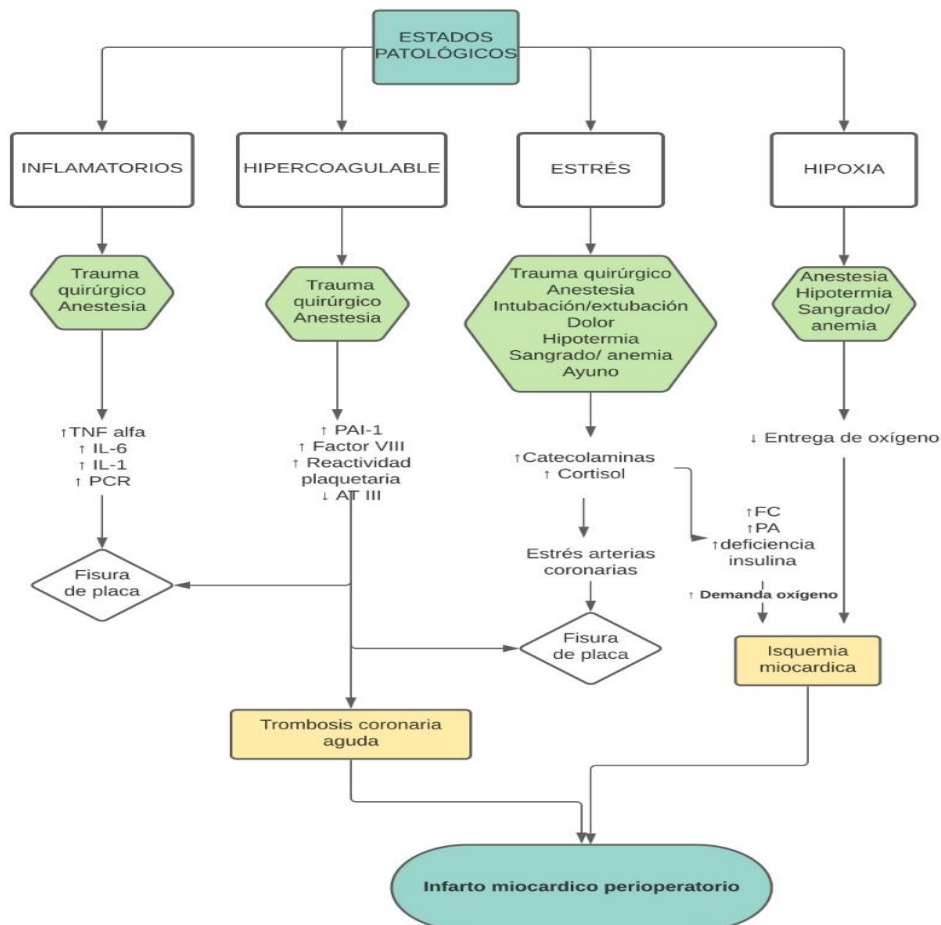 ESTADOS
PATOLÓGICOS
INFLAMATORIOS
HIPERCOAGULABLE
ESTRÉS
HIPOXIA
Trauma
quirúrgico
Anestesia
Trauma
quirúrgico
Anestesia
Trauma quirúrgico
Anestesia
Intubación/extubación
Dolor
Hipotermia
Sangrado/ anemia
Ayuno
Anestesia
Hipotermia
Sangrado/
anemia
↑TNF alfa
↑ IL-6
↑ IL-1
↑ PCR
↑ PAI-1
↑ Factor VIII
↑ Reactividad
plaquetaria
↓ AT III
↑Catecolaminas
↑ Cortisol
↓ Entrega de oxígeno
↑FC
↑PA
↑deficiencia
insulina
Estrés arterias
coronarias
↑ Demanda oxígeno
Fisura
de placa
Fisura
de placa
Isquemia
miocardica
Trombosis coronaria
aguda
Infarto miocardico perioperatorio